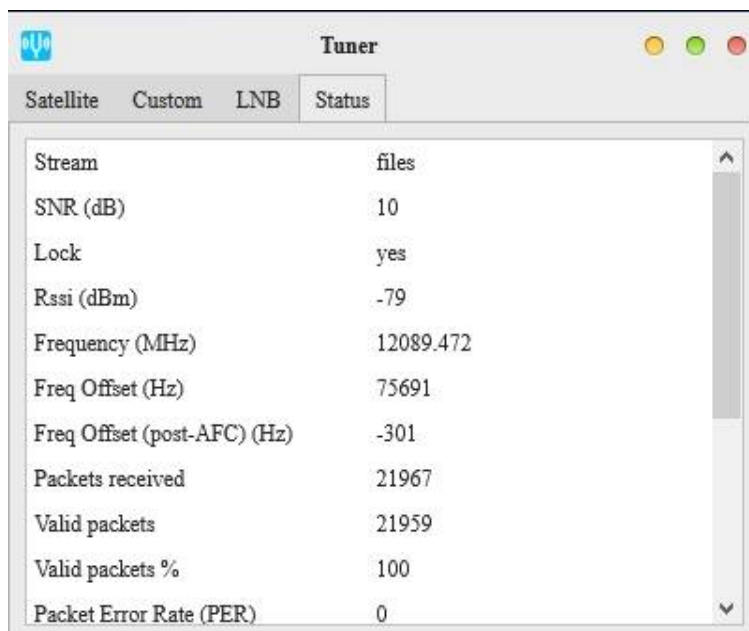 Tuner
Satellite Custom LNB Status
Stream files
SNR (dB) 10
Lock yes
Rssi (dBm) -79
Frequency (MHz) 12089.472
Freq Offset (Hz) 75691
Freq Offset (post-AFC) (Hz) -301
Packets received 21967
Valid packets 21959
Valid packets % 100
Packet Error Rate (PER) 0